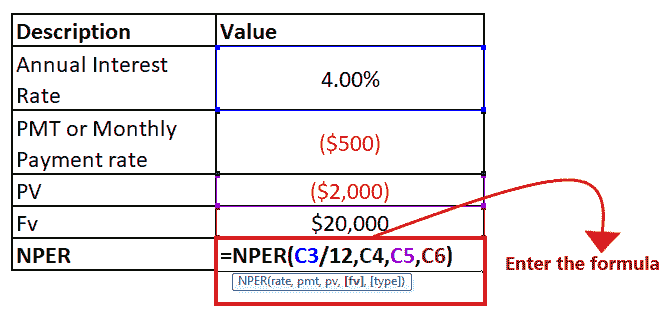 Description Value
Annual Interest
Rate
4.00%
PMT or Monthly
Payment rate
($500)
PV ($2,000)
Fv $20,000
NPER =NPER(C3/12,C4,C5,C6)
NPER(rate, pmt, pv, [fv], [type])
Enter the formula